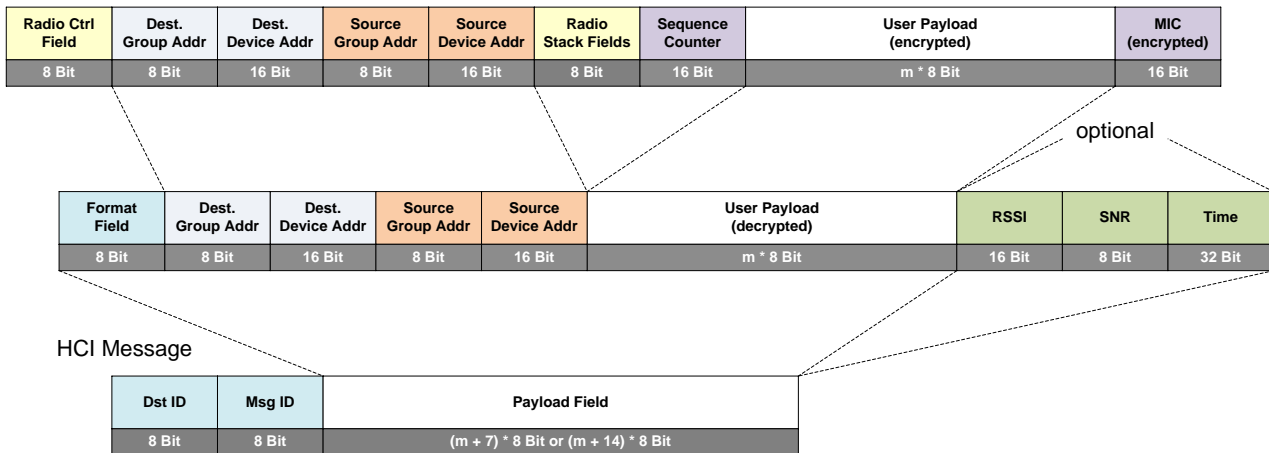 Radio Ctrl Field Dest. Group Addr Dest. Device Addr Source Group Addr Source Device Addr Radio Stack Fields Sequence Counter User Payload (encrypted) MIC (encrypted)
8 Bit 8 Bit 16 Bit 8 Bit 16 Bit 8 Bit 16 Bit m * 8 Bit 16 Bit
optional
Format Field Dest. Group Addr Dest. Device Addr Source Group Addr Source Device Addr User Payload (decrypted) RSSI SNR Time
8 Bit 8 Bit 16 Bit 8 Bit 16 Bit m * 8 Bit 16 Bit 8 Bit 32 Bit
HCI Message
Dst ID Msg ID Payload Field
8 Bit 8 Bit (m + 7) * 8 Bit or (m + 14) * 8 Bit